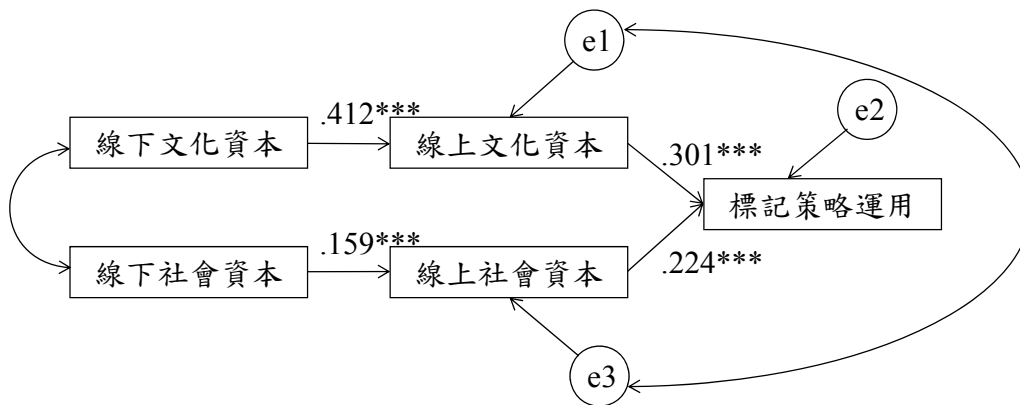 e1
e2
.412***
線下文化資本
線上文化資本
.301***
標記策略運用
.159***
線下社會資本
線上社會資本
.224***
e3